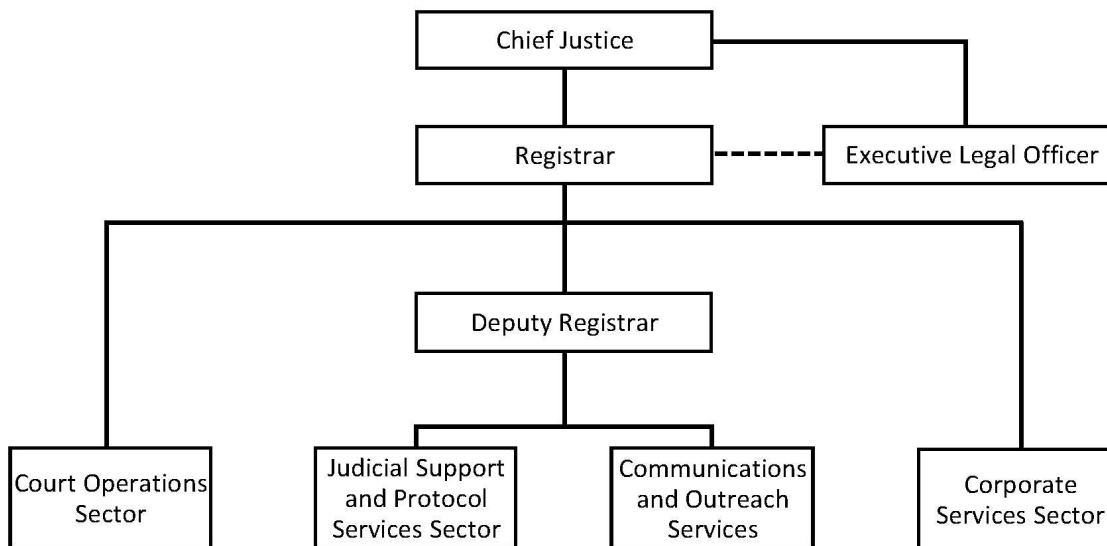 Chief Justice
Registrar
Executive Legal Officer
Deputy Registrar
Court Operations
Sector
Judicial Support
and Protocol
Services Sector
Communications
and Outreach
Services
Corporate
Services Sector